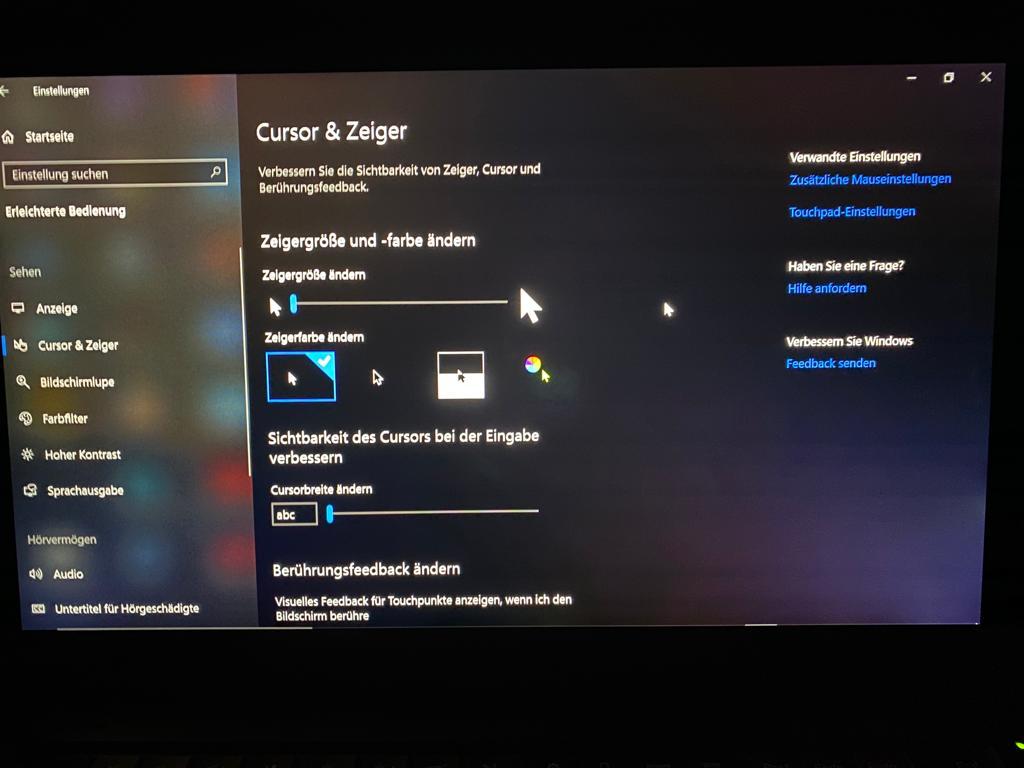 Einstellungen
Startseite
Einstellung suchen
Erleichterte Bedienung
Sehen
Anzeige
Cursor & Zeiger
Bildschirmlupe
Farbfilter
Hoher Kontrast
Sprachausgabe
Hörvermögen
Audio
Untertitel für Hörgeschädigte
Cursor & Zeiger
Verbessern Sie die Sichtbarkeit von Zeiger, Cursor und
Berührungsfeedback.
Zeigergröße und -farbe ändern
Zeigergröße ändern
Zeigerfarbe ändern
Sichtbarkeit des Cursors bei der Eingabe
verbessern
Cursorbreite ändern
abc
Berührungsfeedback ändern
Visuelles Feedback für Touchpunkte anzeigen, wenn ich den
Bildschirm berühre
Verwandte Einstellungen
Zusätzliche Mauseinstellungen
Touchpad-Einstellungen
Haben Sie eine Frage?
Hilfe anfordern
Verbessern Sie Windows
Feedback senden